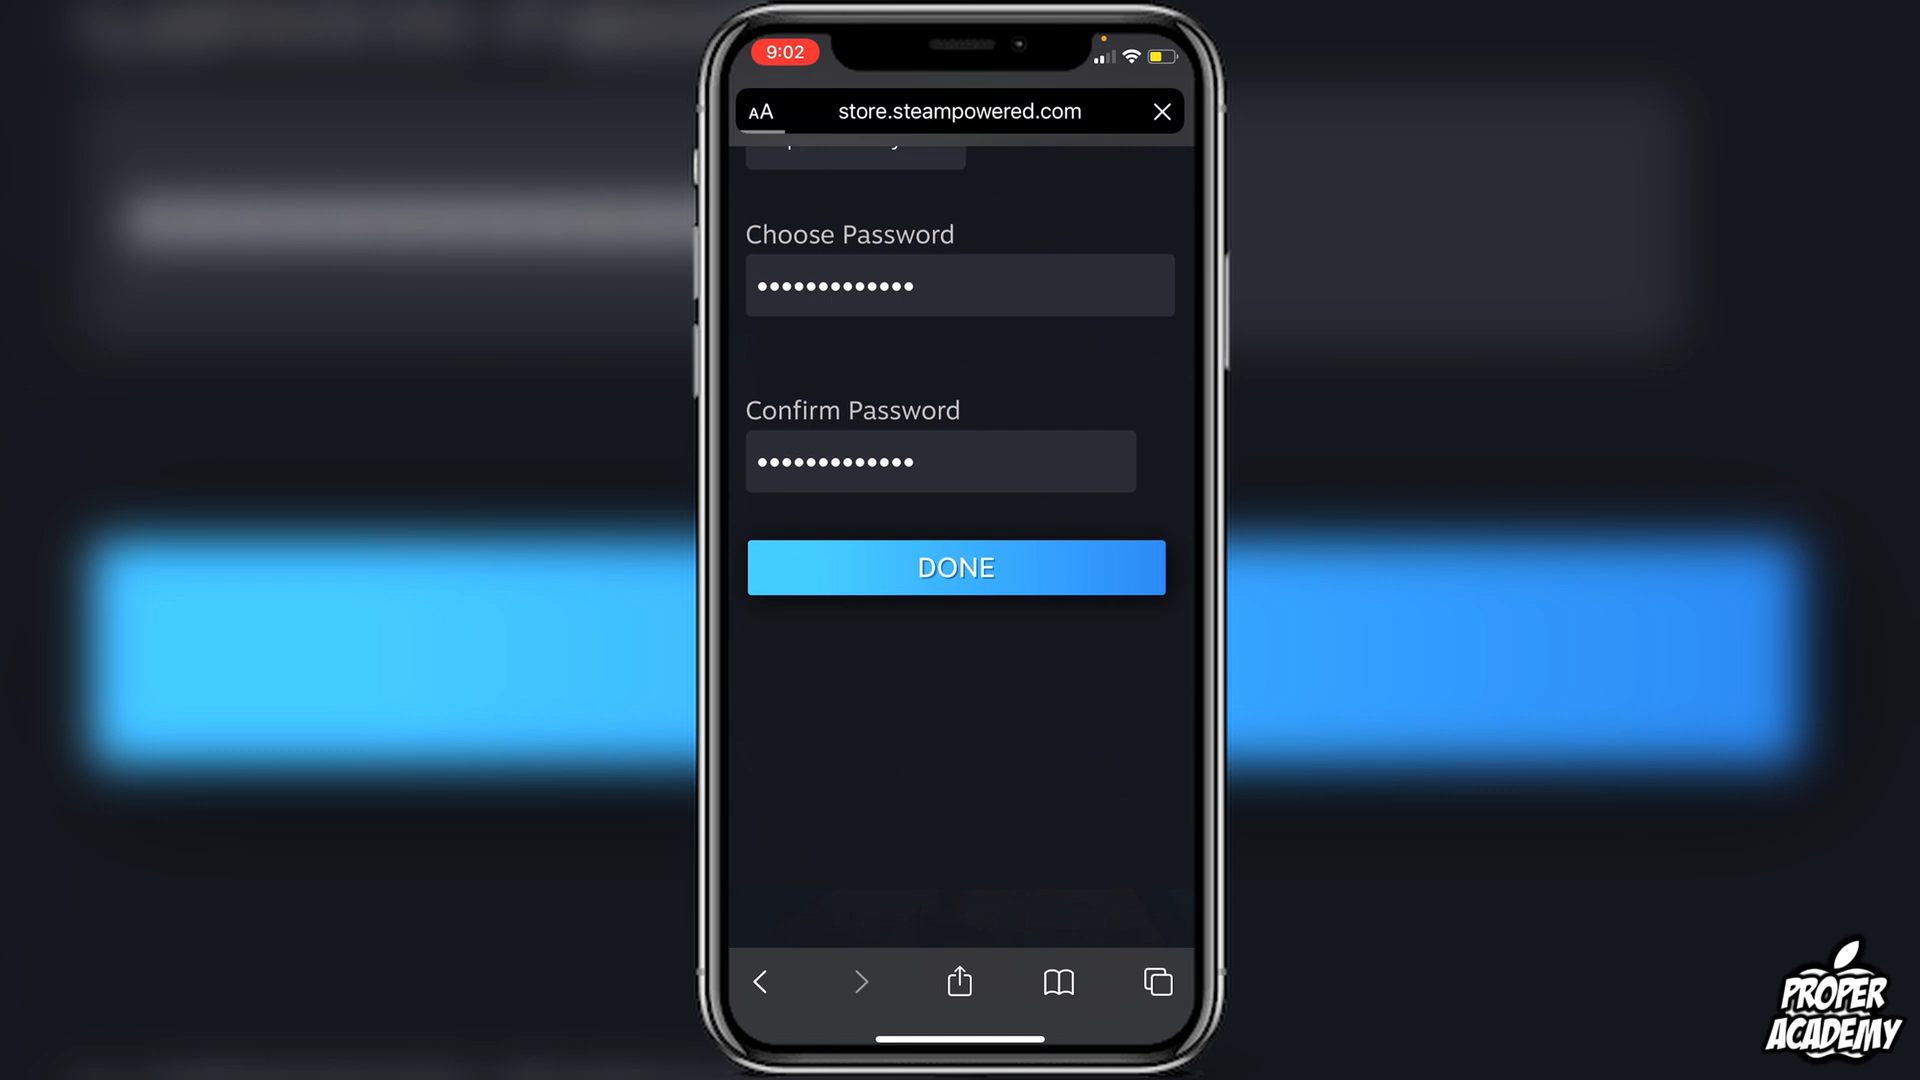 9:02
AA store.steampowered.com
Choose Password
•••••••••••••
Confirm Password
•••••••••••••
DONE
PROPER
ACADEMY